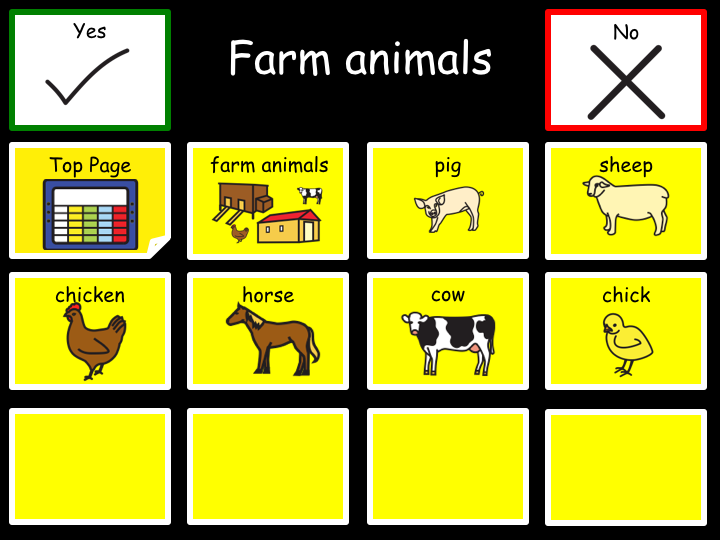 Yes
Farm animals
No
Top Page
farm animals
pig
sheep
chicken
horse
cow
chick